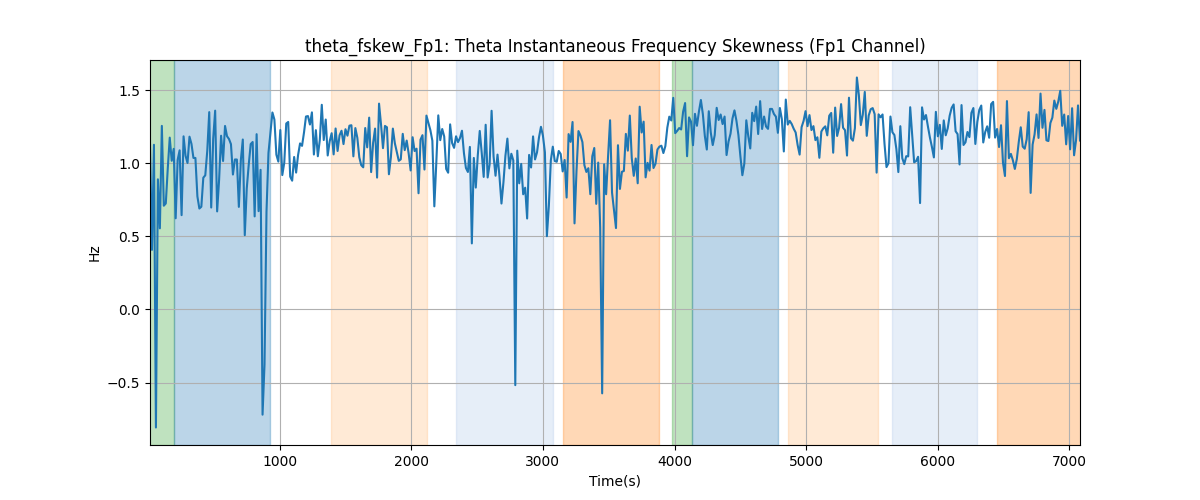 theta_fskew_Fp1: Theta Instantaneous Frequency Skewness (Fp1 Channel)
1.5
1.0
0.5
0.0
−0.5
Hz
1000 2000 3000 4000 5000 6000 7000
Time(s)